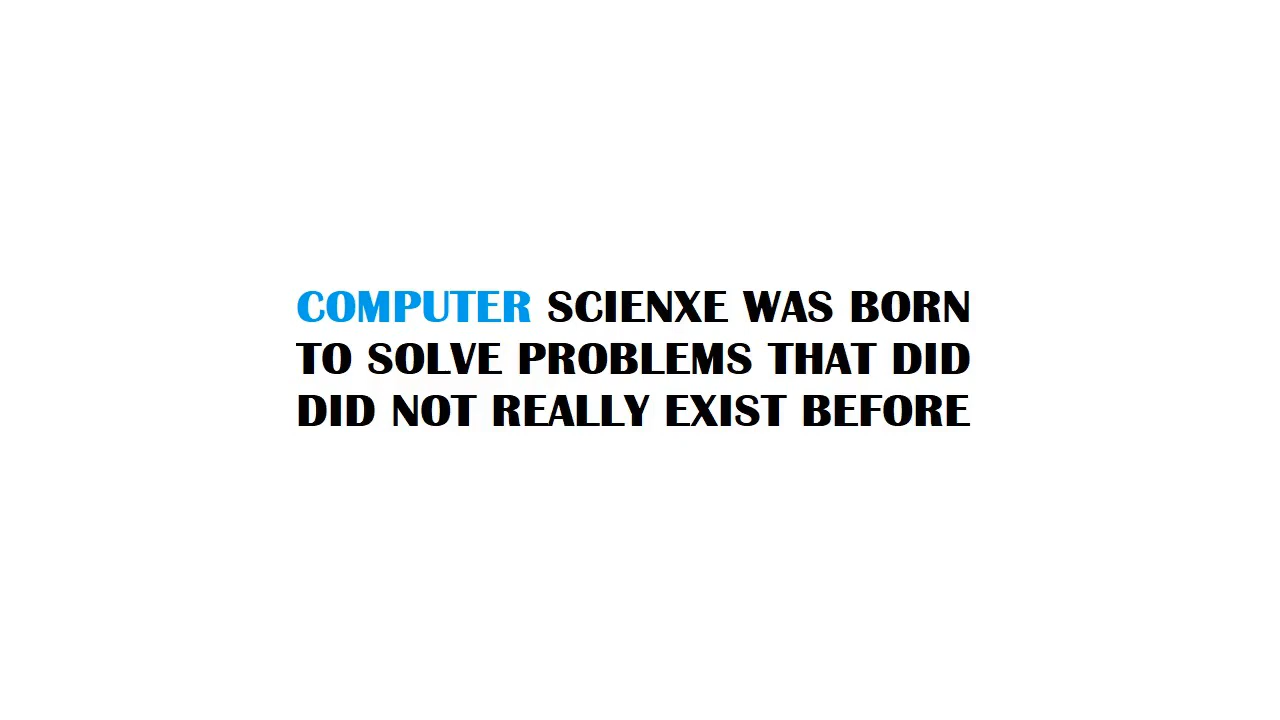 COMPUTER SCIENXE WAS BORN
TO SOLVE PROBLEMS THAT DID
DID NOT REALLY EXIST BEFORE